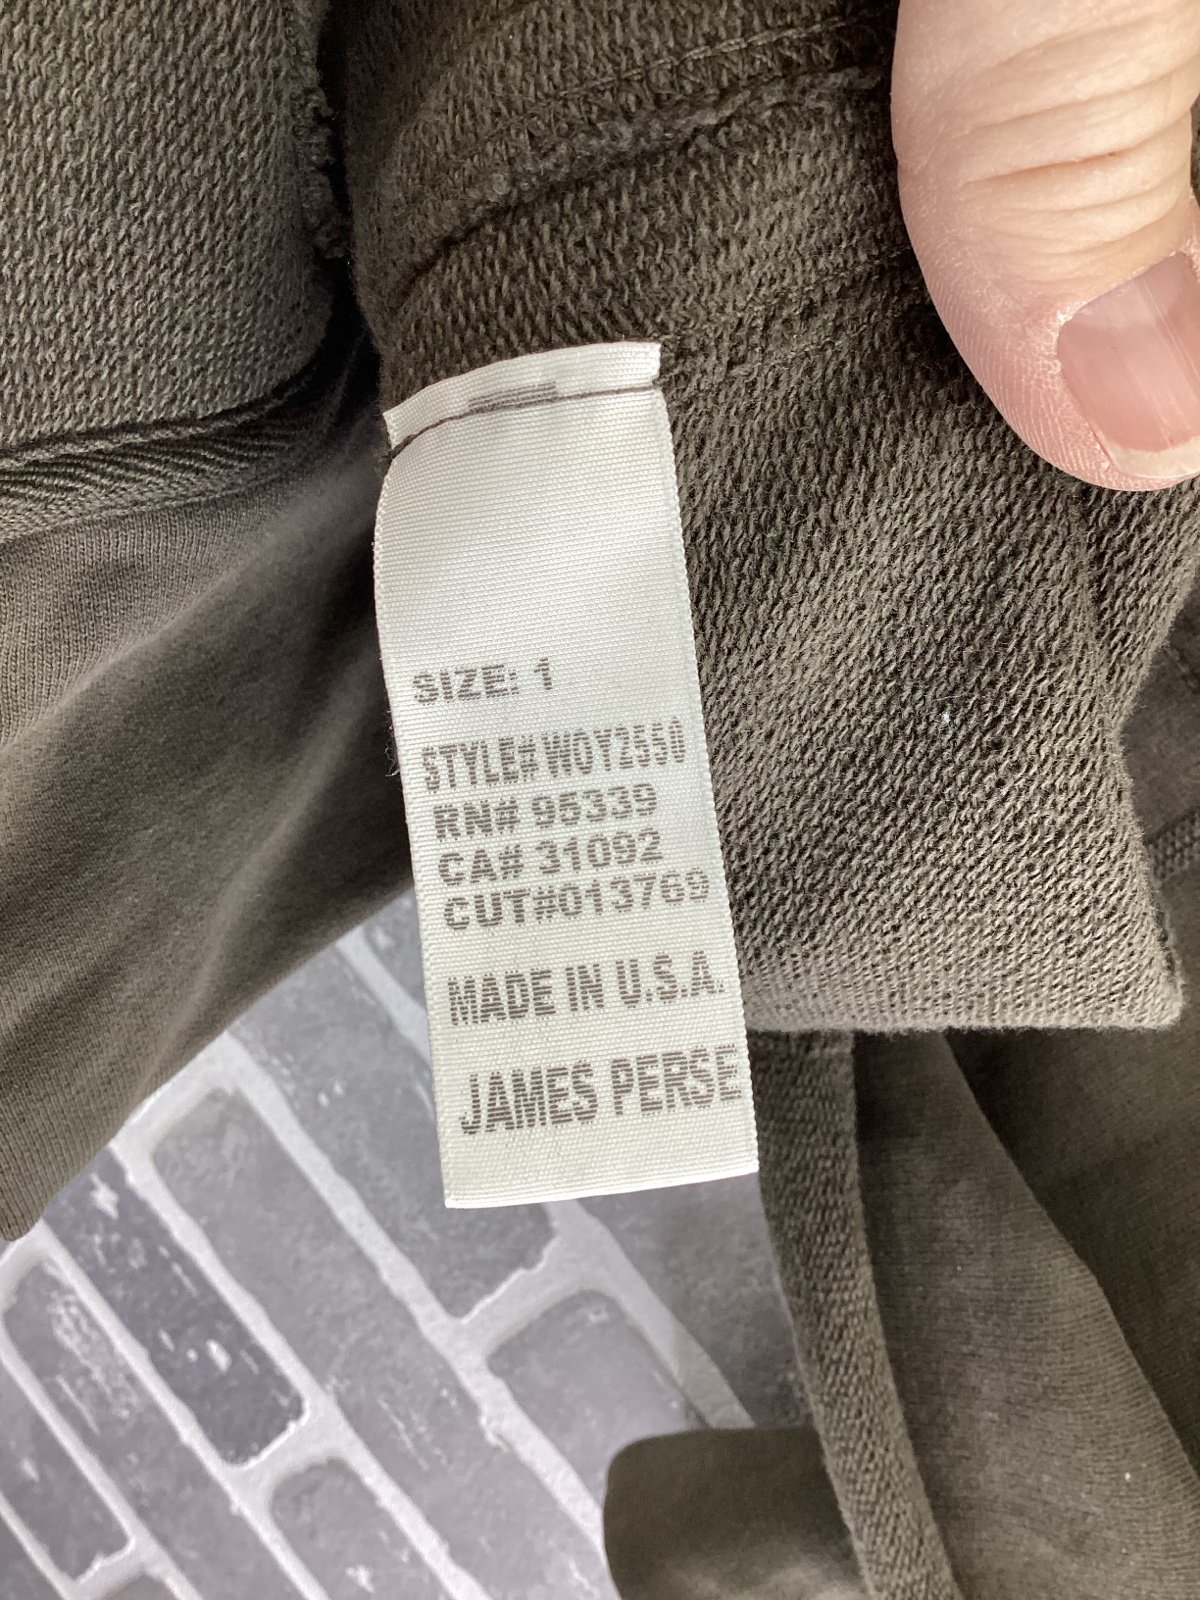 SIZE: 1
STYLE# WOY2550
RN# 95339
CA# 31092
CUT#013769
MADE IN U.S.A.
JAMES PERSE